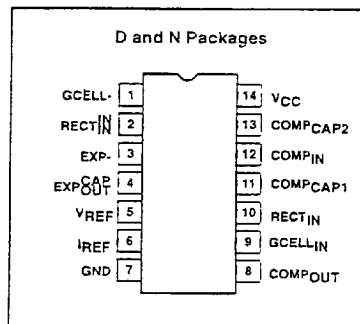 D and N Packages
GCELL- 1
RECT IN IN 2
EXP- 3
EXP CAP OUT 4
VREF 5
IREF 6
GND 7
14 VCC
13 COMPCAP2
12 COMPIN
11 COMPCAP1
10 RECTIN
9 GCELLIN
8 COMPOUT